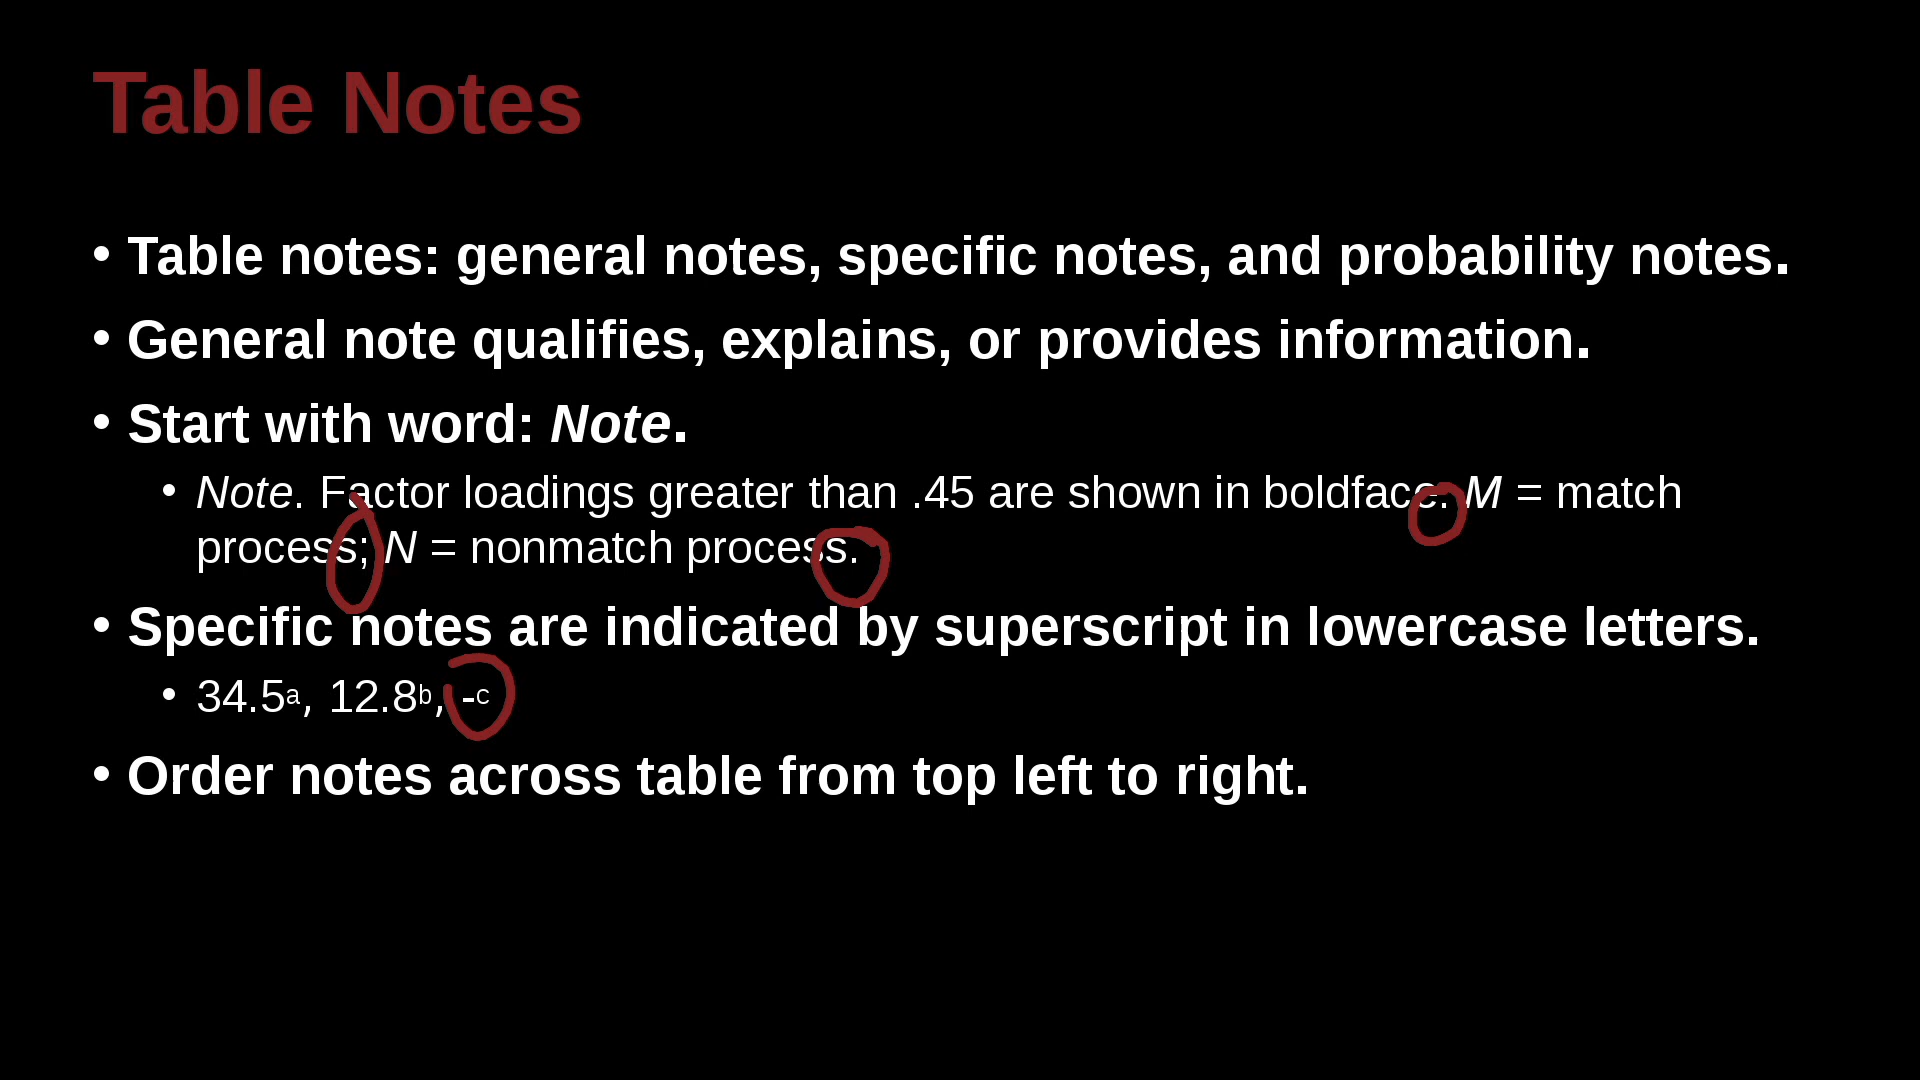 Table Notes
• Table notes: general notes, specific notes, and probability notes.
• General note qualifies, explains, or provides information.
• Start with word: Note.
• Note. Factor loadings greater than .45 are shown in boldface. M = match
process; N = nonmatch process.
• Specific notes are indicated by superscript in lowercase letters.
• 34.5a, 12.8b, -c
• Order notes across table from top left to right.